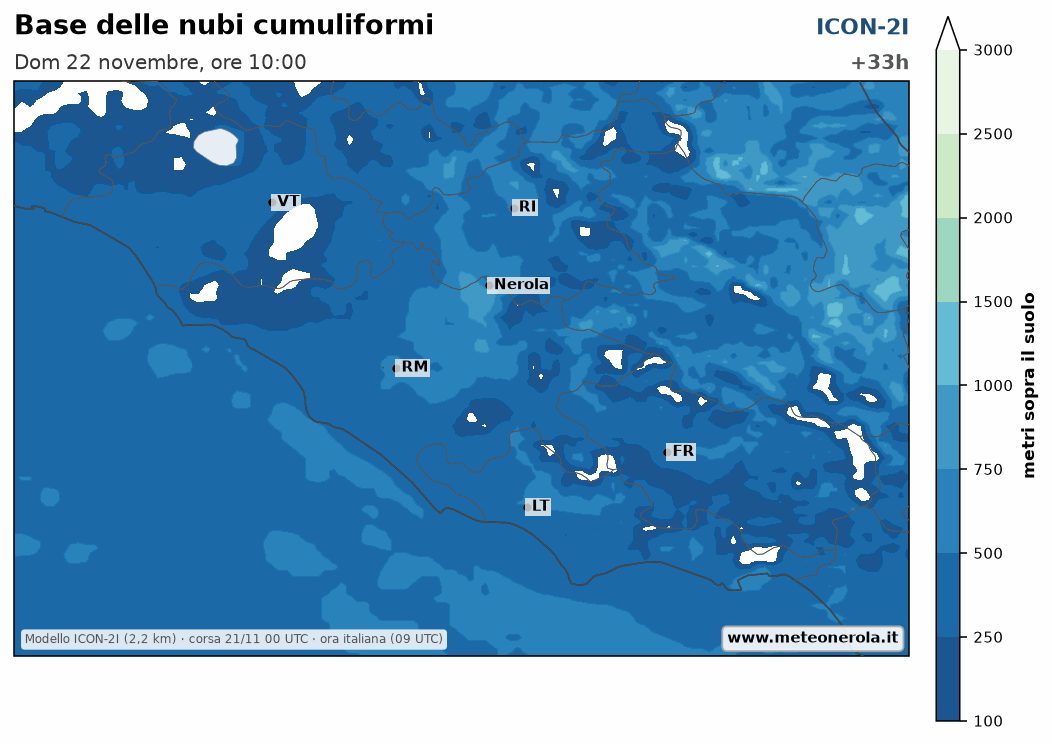 Base delle nubi cumuliformi
ICON-2I
Dom 22 novembre, ore 10:00
+33h
3000
2500
2000
1500
1000
750
500
250
100
metri sopra il suolo
VT
RI
Nerola
RM
FR
LT
Modello ICON-2I (2,2 km) · corsa 21/11 00 UTC · ora italiana (09 UTC)
www.meteonerola.it